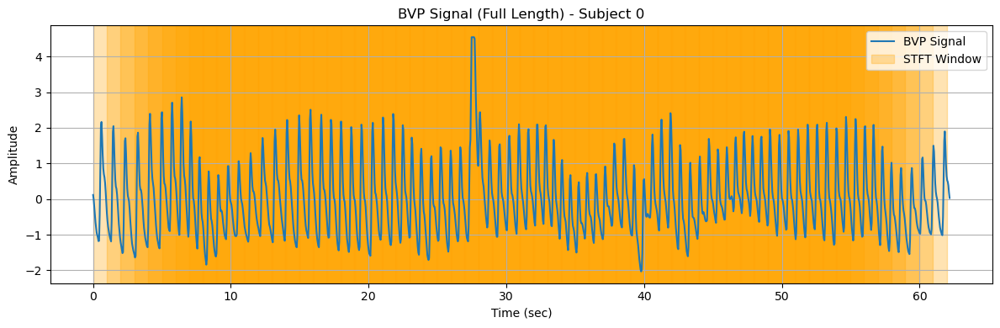 BVP Signal (Full Length) - Subject 0
BVP Signal
STFT Window
Amplitude
4
3
2
1
0
−1
−2
0 10 20 30 40 50 60
Time (sec)